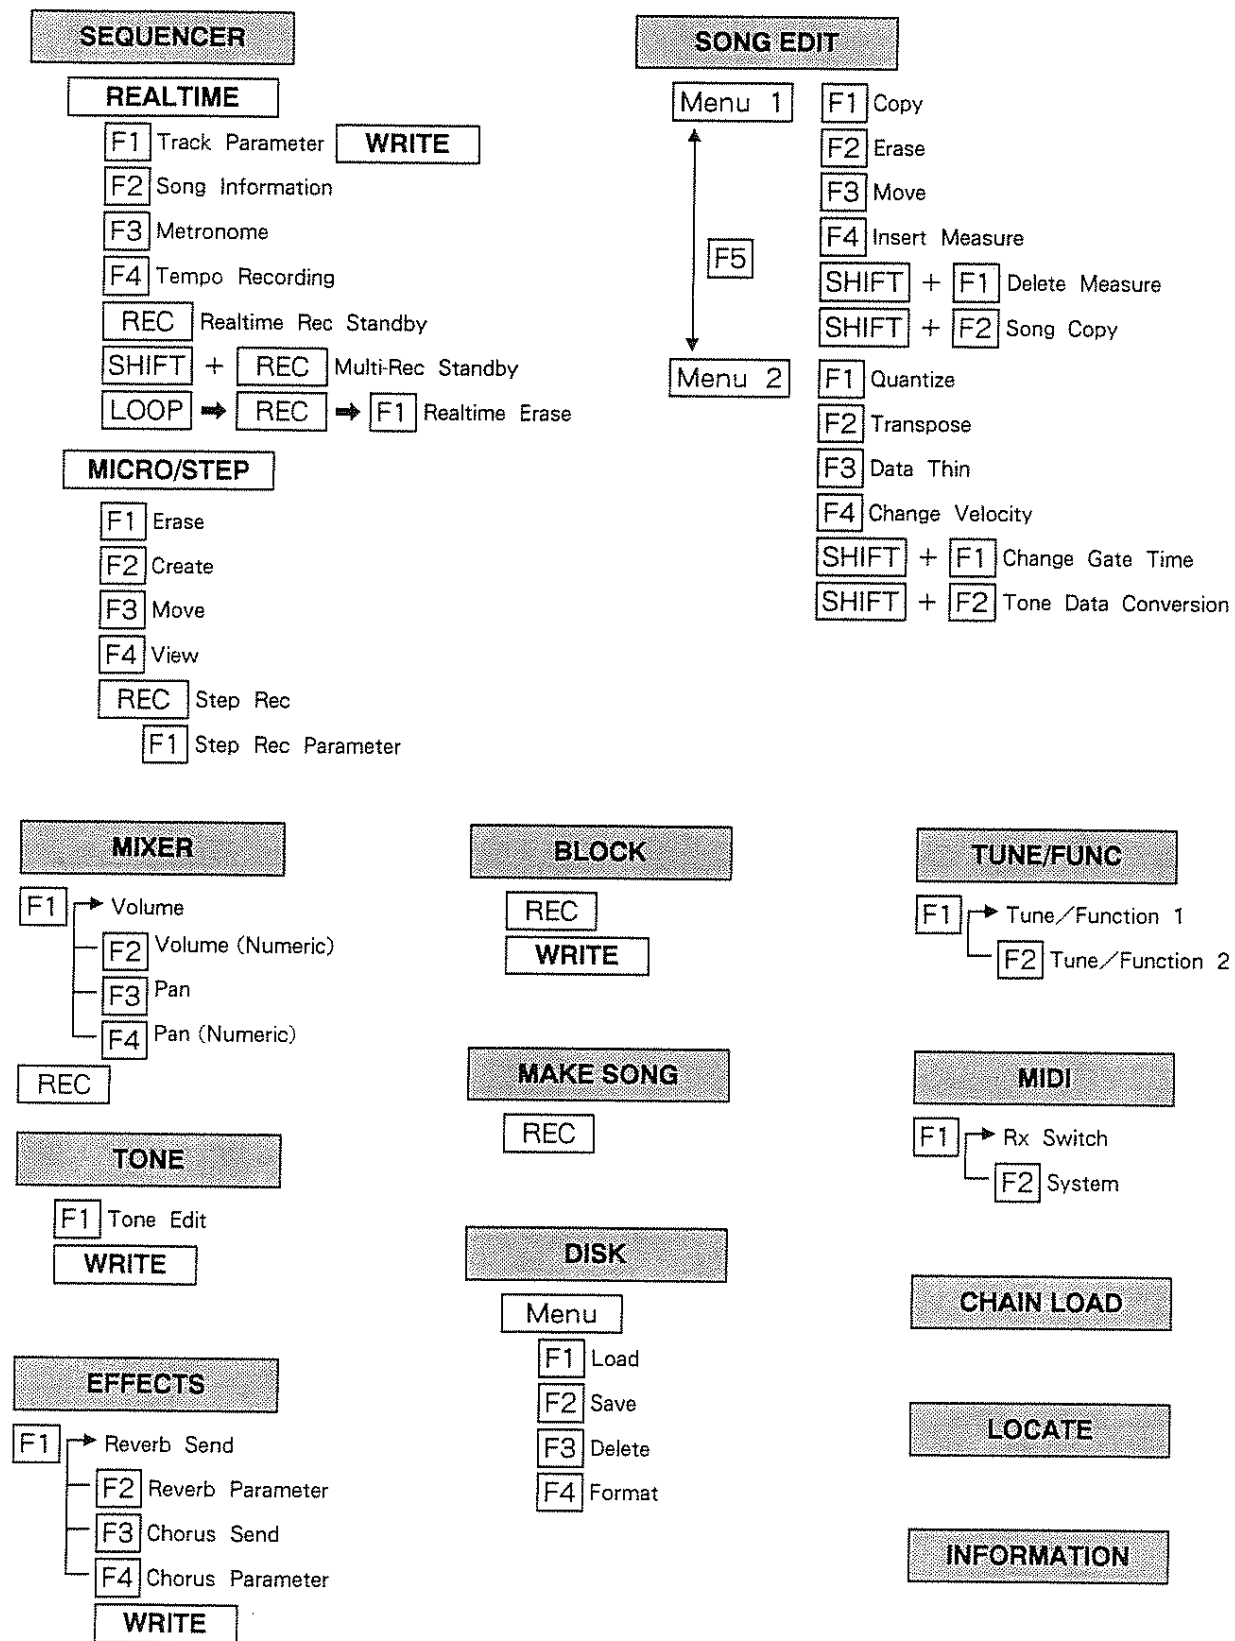 SEQUENCER
REALTIME
F1 Track Parameter WRITE
F2 Song Information
F3 Metronome
F4 Tempo Recording
REC Realtime Rec Standby
SHIFT + REC Multi-Rec Standby
LOOP ➡ REC ➡ F1 Realtime Erase
MICRO/STEP
F1 Erase
F2 Create
F3 Move
F4 View
REC Step Rec
F1 Step Rec Parameter
SONG EDIT
Menu 1
F1 Copy
F2 Erase
F3 Move
F4 Insert Measure
SHIFT + F1 Delete Measure
SHIFT + F2 Song Copy
F5
Menu 2
F1 Quantize
F2 Transpose
F3 Data Thin
F4 Change Velocity
SHIFT + F1 Change Gate Time
SHIFT + F2 Tone Data Conversion
MIXER
F1 Volume
F2 Volume (Numeric)
F3 Pan
F4 Pan (Numeric)
REC
TONE
F1 Tone Edit
WRITE
EFFECTS
F1 Reverb Send
F2 Reverb Parameter
F3 Chorus Send
F4 Chorus Parameter
WRITE
BLOCK
REC
WRITE
MAKE SONG
REC
DISK
Menu
F1 Load
F2 Save
F3 Delete
F4 Format
TUNE/FUNC
F1 Tune/Function 1
F2 Tune/Function 2
MIDI
F1 Rx Switch
F2 System
CHAIN LOAD
LOCATE
INFORMATION